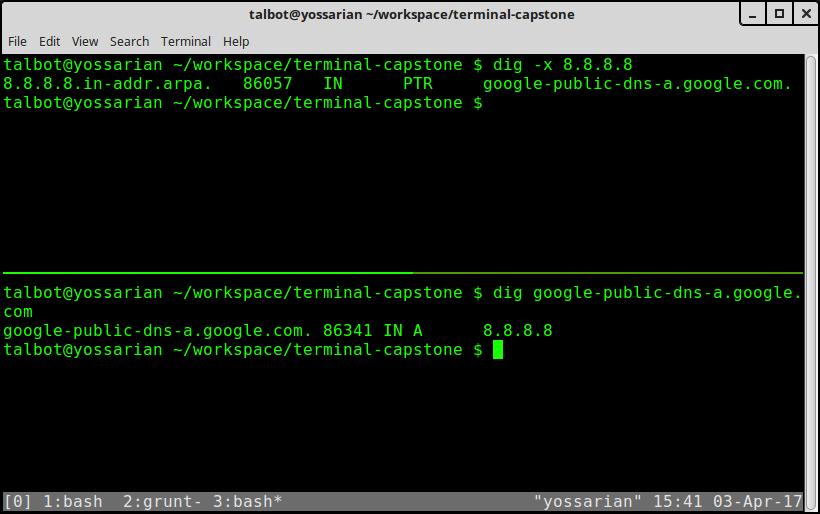 talbot@yossarian ~/workspace/terminal-capstone
File Edit View Search Terminal Help
talbot@yossarian ~/workspace/terminal-capstone $ dig -x 8.8.8.8
8.8.8.8.in-addr.arpa.   86057   IN      PTR     google-public-dns-a.google.com.
talbot@yossarian ~/workspace/terminal-capstone $
talbot@yossarian ~/workspace/terminal-capstone $ dig google-public-dns-a.google.
com
google-public-dns-a.google.com. 86341 IN A      8.8.8.8
talbot@yossarian ~/workspace/terminal-capstone $
[0] 1:bash  2:grunt- 3:bash* "yossarian" 15:41 03-Apr-17